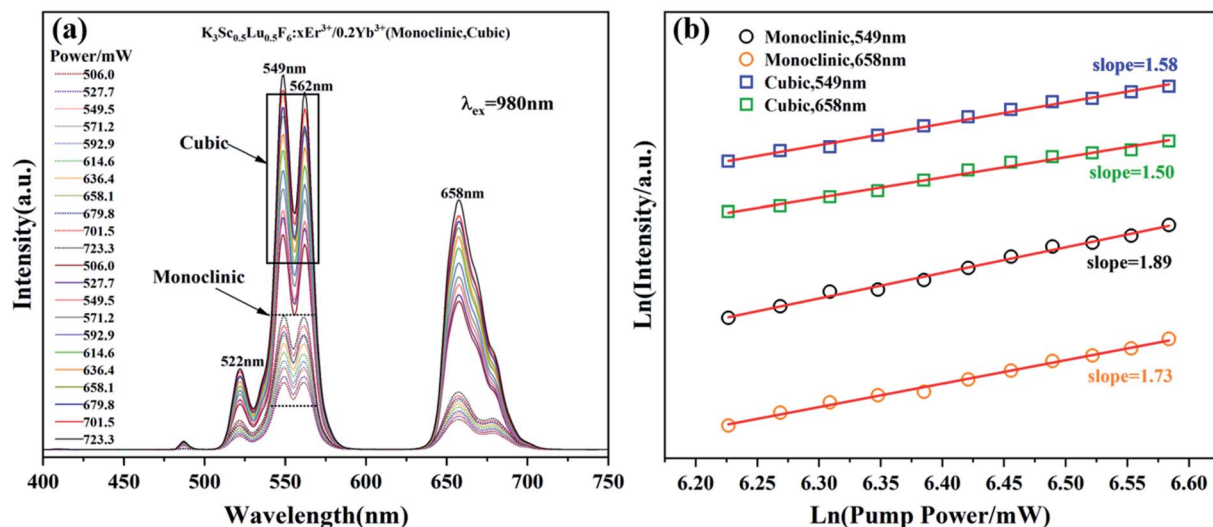 (a)
K₃Sc₀.₅Lu₀.₅F₆:xEr³⁺/0.2Yb³⁺(Monoclinic,Cubic)
Power/mW
506.0
527.7
549.5
571.2
592.9
614.6
636.4
658.1
679.8
701.5
723.3
506.0
527.7
549.5
571.2
592.9
614.6
636.4
658.1
679.8
701.5
723.3
549nm
562nm
λex=980nm
Cubic
Monoclinic
522nm
658nm
Intensity(a.u.)
400
450
500
550
600
650
700
750
Wavelength(nm)
(b)
Monoclinic,549nm
Monoclinic,658nm
Cubic,549nm
Cubic,658nm
slope=1.58
slope=1.50
slope=1.89
slope=1.73
Ln(Intensity/a.u.)
6.20
6.25
6.30
6.35
6.40
6.45
6.50
6.55
6.60
Ln(Pump Power/mW)